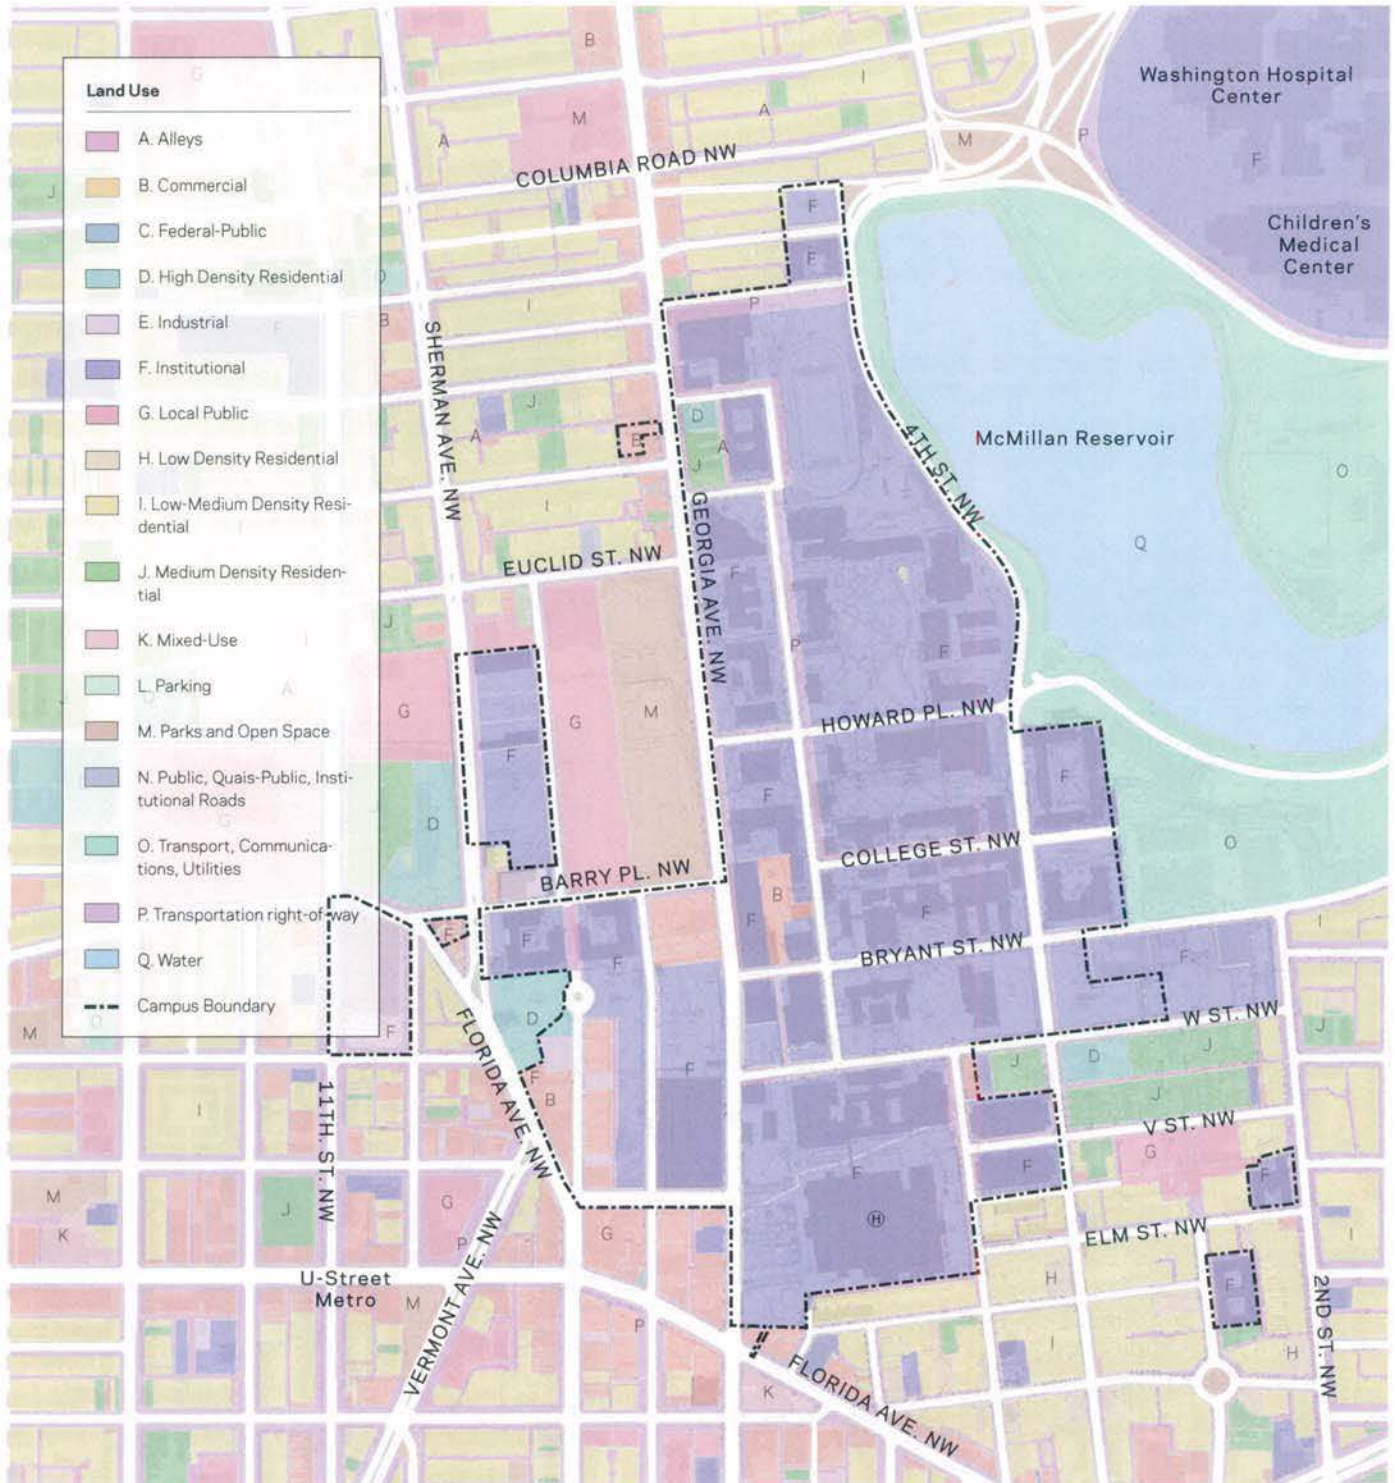 Land Use
A. Alleys
B. Commercial
C. Federal-Public
D. High Density Residential
E. Industrial
F. Institutional
G. Local Public
H. Low Density Residential
I. Low-Medium Density Resi-
dential
J. Medium Density Residen-
tial
K. Mixed-Use
L. Parking
M. Parks and Open Space
N. Public, Quais-Public, Insti-
tutional Roads
O. Transport, Communica-
tions, Utilities
P. Transportation right-of-way
Q. Water
Campus Boundary
Washington Hospital
Center
Children's
Medical
Center
COLUMBIA ROAD NW
SHERMAN AVE. NW
4TH ST. NW
McMillan Reservoir
GEORGIA AVE. NW
EUCLID ST. NW
HOWARD PL. NW
COLLEGE ST. NW
BARRY PL. NW
BRYANT ST. NW
W ST. NW
FLORIDA AVE. NW
11TH. ST. NW
V ST. NW
ELM ST. NW
U-Street
Metro
VERMONT AVE. NW
2ND ST. NW
FLORIDA AVE. NW
B
I
A
M
A
M
P
F
F
F
P
I
B
J
A
D
A
J
B
I
O
Q
F
P
F
J
G
G
M
F
F
F
D
O
B
F
F
F
F
F
F
I
D
F
J
D
J
J
J
F
B
F
I
M
K
J
G
P
G
F
F
H
G
F
I
H
F
M
P
K
I
H
M